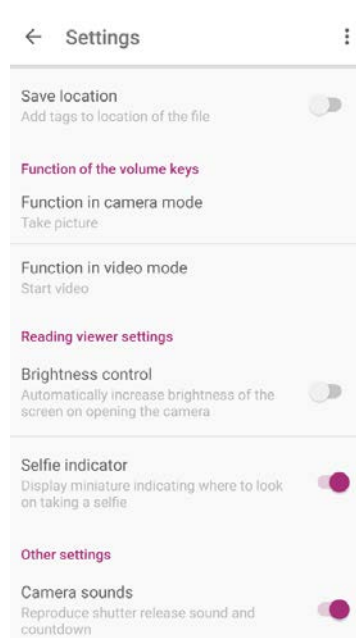 Settings
Save location
Add tags to location of the file
Function of the volume keys
Function in camera mode
Take picture
Function in video mode
Start video
Reading viewer settings
Brightness control
Automatically increase brightness of the
screen on opening the camera
Selfie indicator
Display miniature indicating where to look
on taking a selfie
Other settings
Camera sounds
Reproduce shutter release sound and
countdown